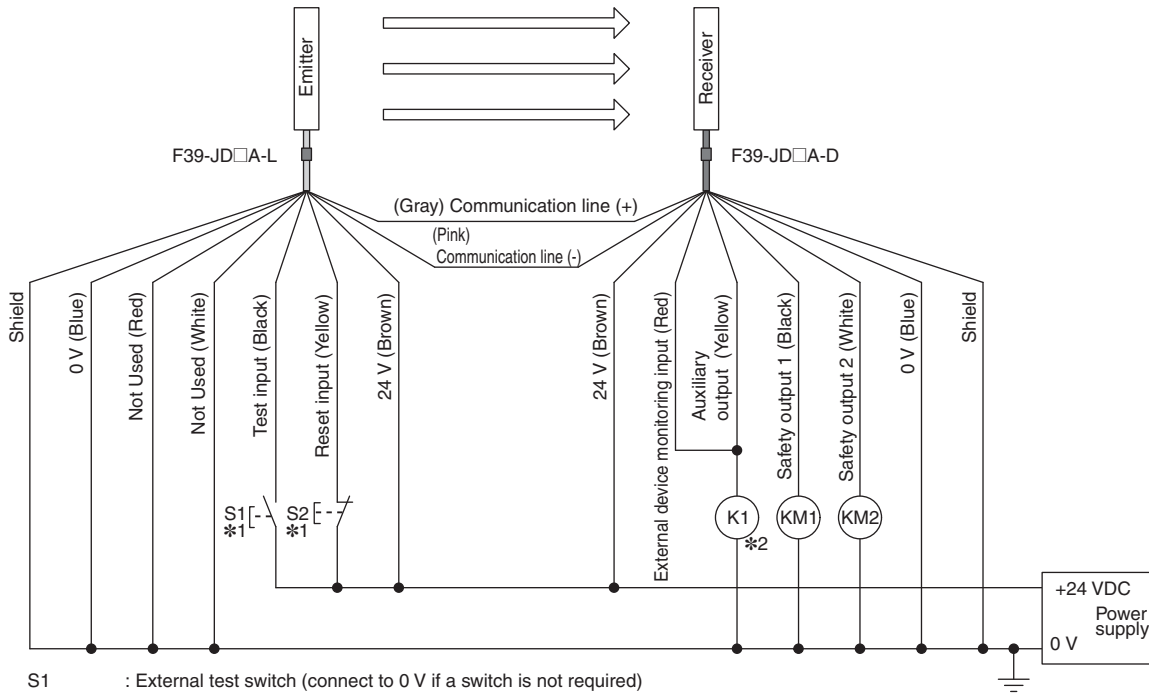 Emitter
Receiver
F39-JD□A-L
F39-JD□A-D
(Gray) Communication line (+)
(Pink)
Communication line (-)
Shield
0 V (Blue)
Not Used (Red)
Not Used (White)
Test input (Black)
Reset input (Yellow)
24 V (Brown)
24 V (Brown)
External device monitoring input (Red)
Auxiliary
output (Yellow)
Safety output 1 (Black)
Safety output 2 (White)
0 V (Blue)
Shield
S1
*1
S2
*1
K1
*2
KM1
KM2
+24 VDC
Power
supply
0 V
S1 : External test switch (connect to 0 V if a switch is not required)